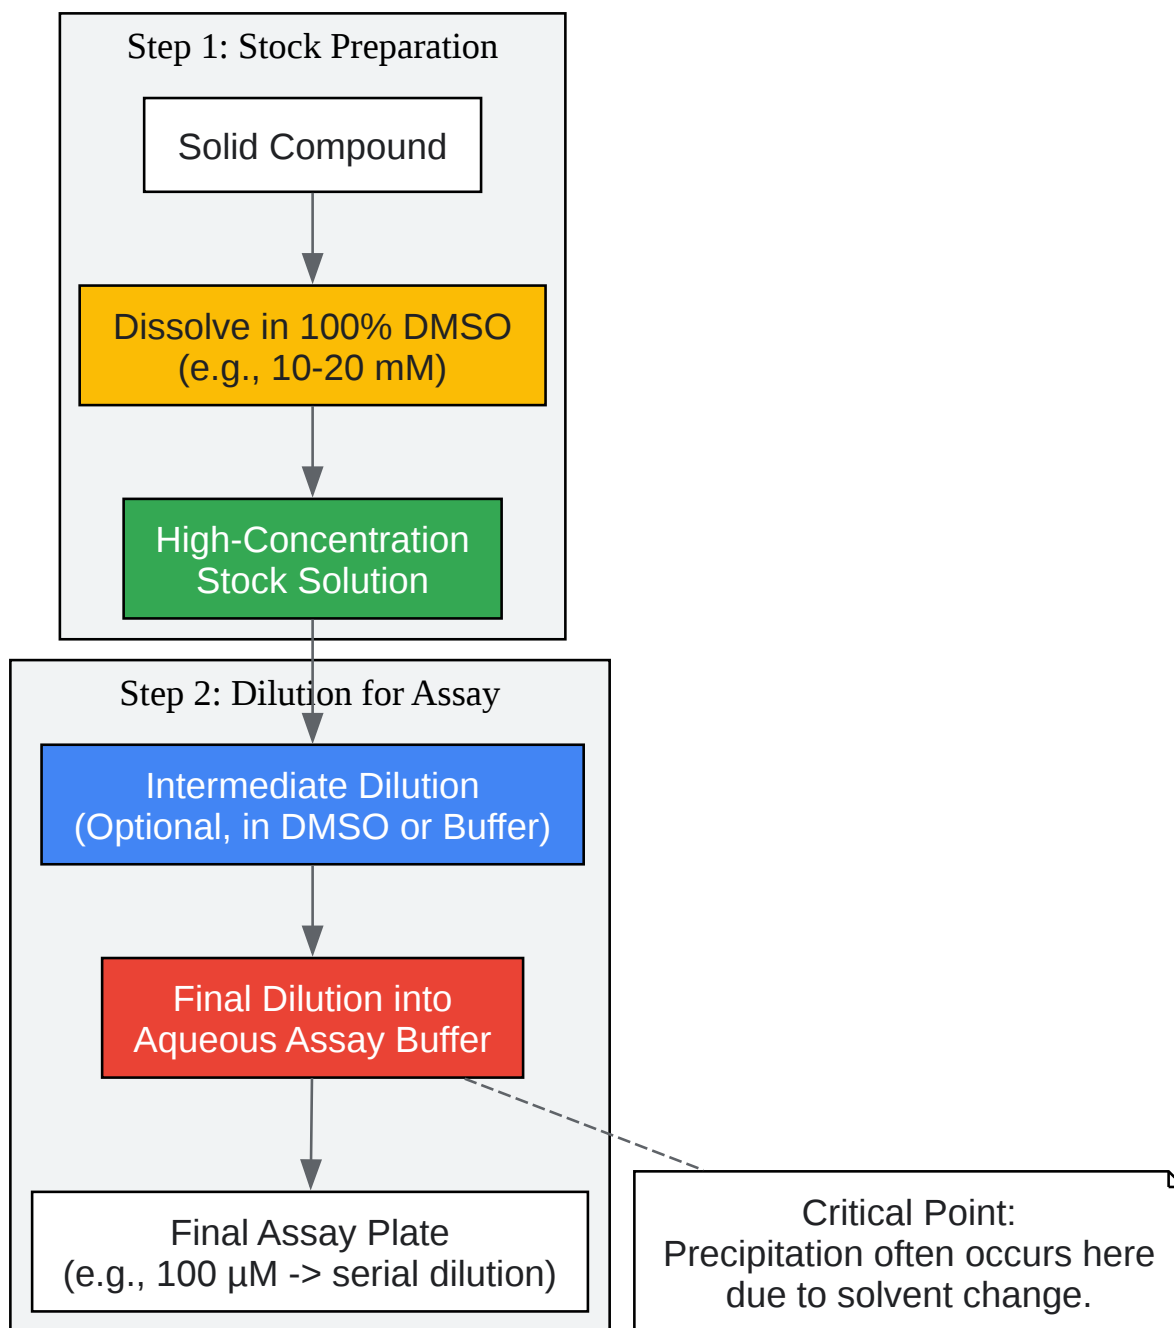 Step 1: Stock Preparation
Solid Compound
Dissolve in 100% DMSO
(e.g., 10-20 mM)
High-Concentration
Stock Solution
Step 2: Dilution for Assay
Intermediate Dilution
(Optional, in DMSO or Buffer)
Final Dilution into
Aqueous Assay Buffer
Final Assay Plate
(e.g., 100 µM -> serial dilution)
Critical Point:
Precipitation often occurs here
due to solvent change.